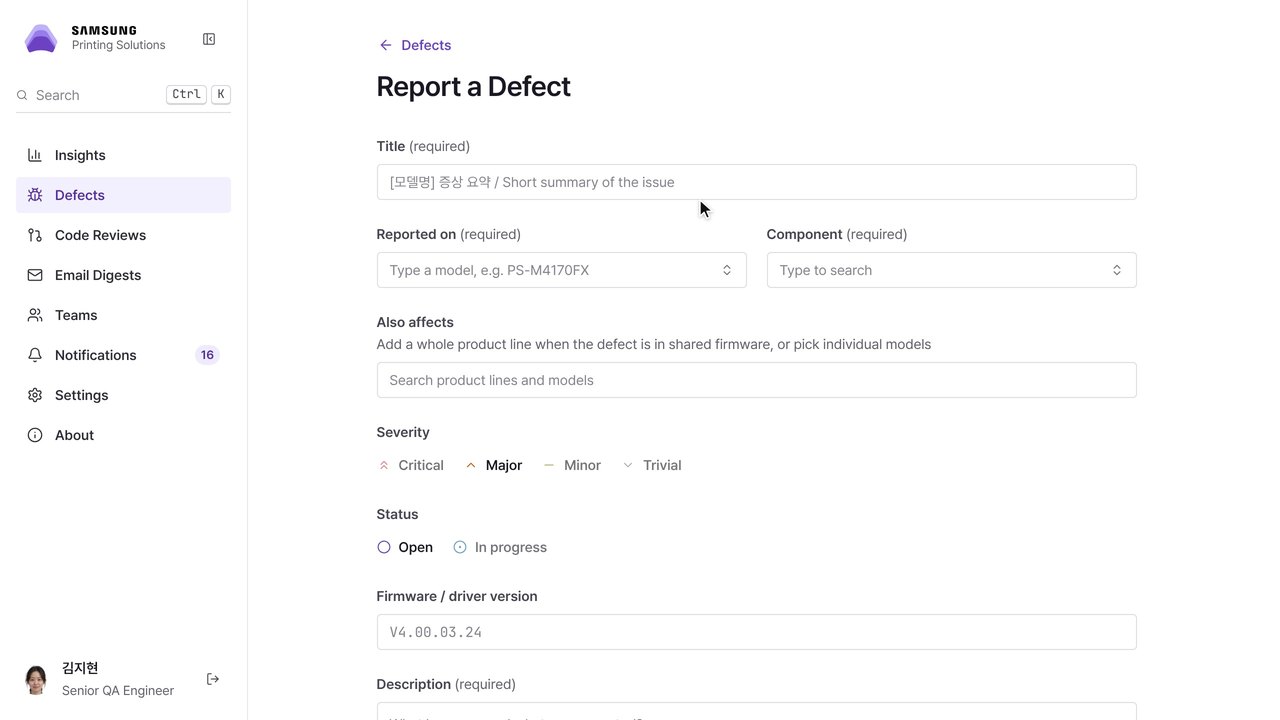 SAMSUNG
Printing Solutions
Search
Ctrl K
Insights
Defects
Code Reviews
Email Digests
Teams
Notifications 16
Settings
About
김지현
Senior QA Engineer
Defects
Report a Defect
Title (required)
[모델명] 증상 요약 / Short summary of the issue
Reported on (required)
Type a model, e.g. PS-M4170FX
Component (required)
Type to search
Also affects
Add a whole product line when the defect is in shared firmware, or pick individual models
Search product lines and models
Severity
Critical Major Minor Trivial
Status
Open In progress
Firmware / driver version
V4.00.03.24
Description (required)